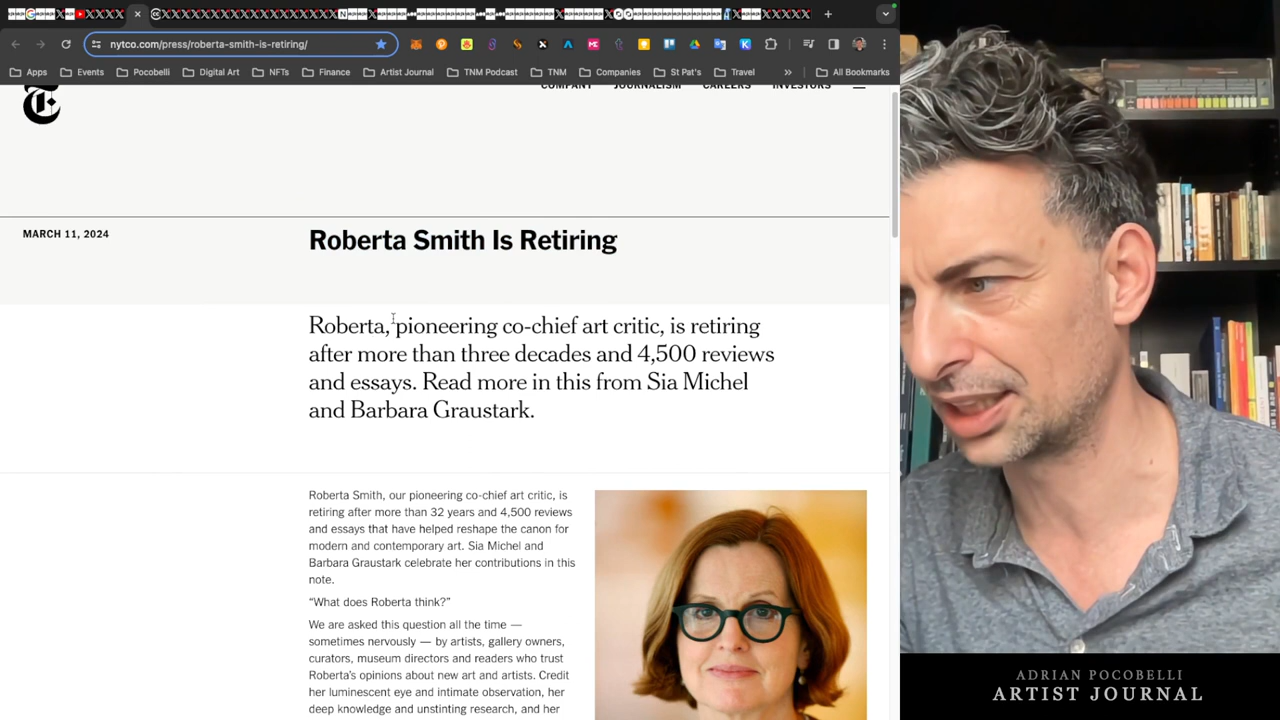 nytco.com/press/roberta-smith-is-retiring/
Apps Events Pocobelli Digital Art NFTs Finance Artist Journal TNM Podcast TNM Companies St Pat's Travel » All Bookmarks
COMPANY JOURNALISM CAREERS INVESTORS
MARCH 11, 2024
Roberta Smith Is Retiring
Roberta, pioneering co-chief art critic, is retiring
after more than three decades and 4,500 reviews
and essays. Read more in this from Sia Michel
and Barbara Graustark.
Roberta Smith, our pioneering co-chief art critic, is
retiring after more than 32 years and 4,500 reviews
and essays that have helped reshape the canon for
modern and contemporary art. Sia Michel and
Barbara Graustark celebrate her contributions in this
note.
“What does Roberta think?”
We are asked this question all the time —
sometimes nervously — by artists, gallery owners,
curators, museum directors and readers who trust
Roberta’s opinions about new art and artists. Credit
her luminescent eye and intimate observation, her
deep knowledge and unstinting research, and her
ADRIAN POCOBELLI
ARTIST JOURNAL